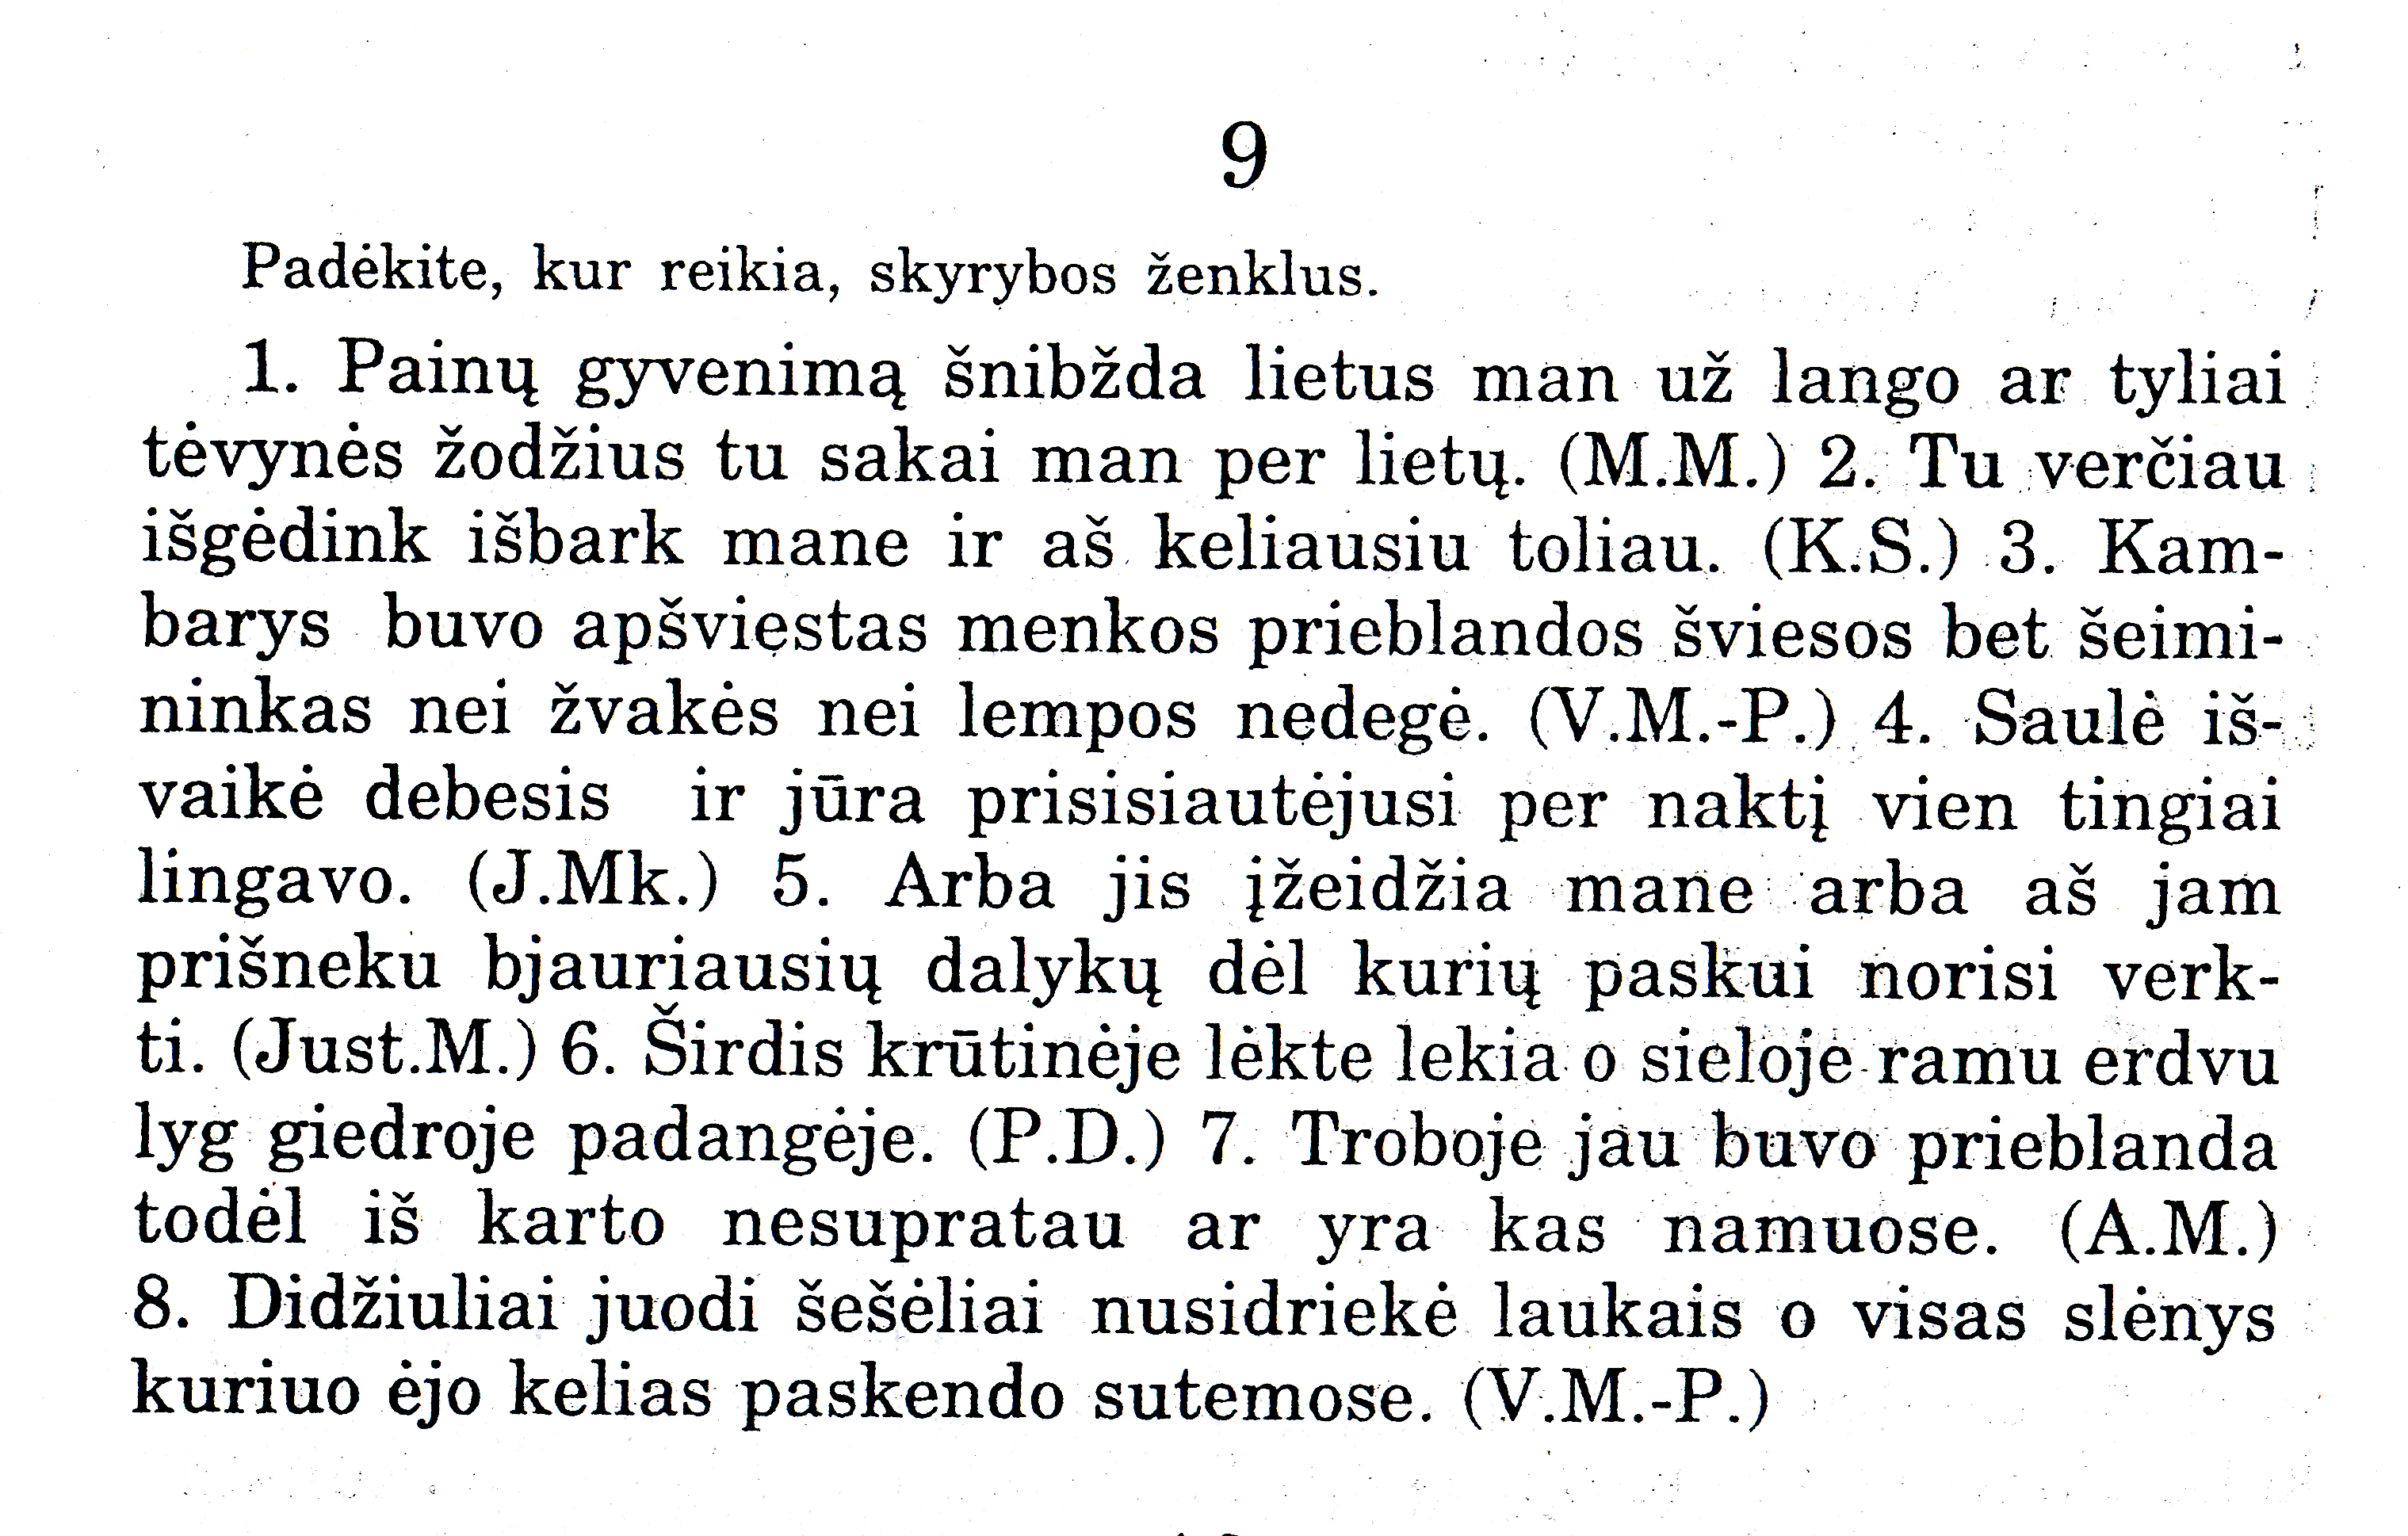 9
Padėkite, kur reikia, skyrybos ženklus.
1. Painų gyvenimą šnibžda lietus man už lango ar tyliai
tėvynės žodžius tu sakai man per lietų. (M.M.) 2. Tu verčiau
išgėdink išbark mane ir aš keliausiu toliau. (K.S.) 3. Kam-
barys buvo apšviestas menkos prieblandos šviesos bet šeimi-
ninkas nei žvakės nei lempos nedegė. (V.M.-P.) 4. Saulė iš-
vaikė debesis ir jūra prisisiautėjusi per naktį vien tingiai
lingavo. (J.Mk.) 5. Arba jis įžeidžia mane arba aš jam
prišneku bjauriausių dalykų dėl kurių paskui norisi verk-
ti. (Just.M.) 6. Širdis krūtinėje lėkte lekia o sieloje ramu erdvu
lyg giedroje padangėje. (P.D.) 7. Troboje jau buvo prieblanda
todėl iš karto nesupratau ar yra kas namuose. (A.M.)
8. Didžiuliai juodi šešėliai nusidriekė laukais o visas slėnys
kuriuo ėjo kelias paskendo sutemose. (V.M.-P.)